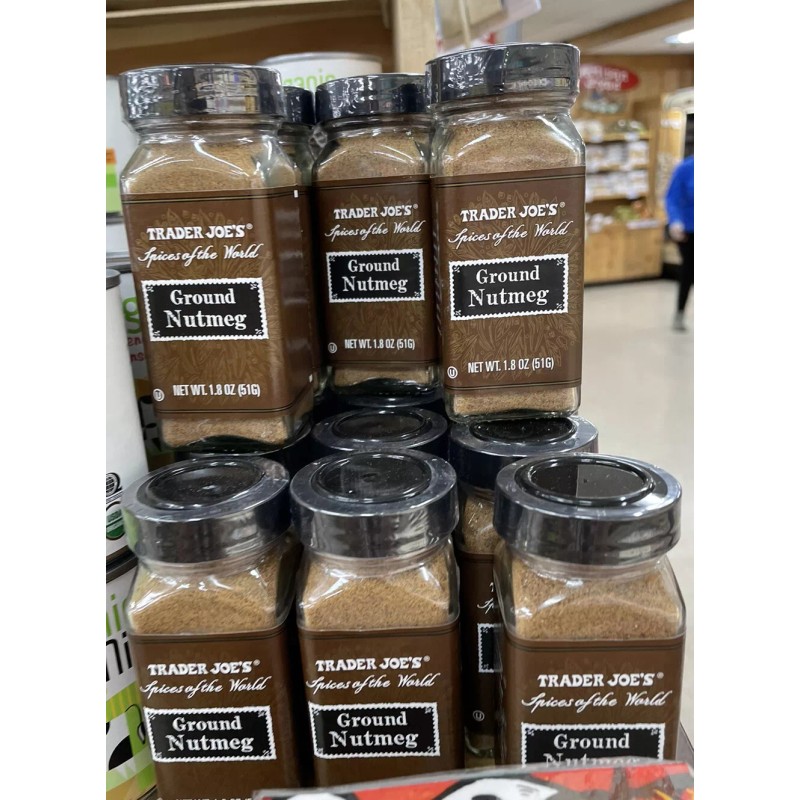 anic
TRADER JOE'S®
Spices of the World
Ground
Nutmeg
U
NET WT. 1.8 OZ (51G)
TRADER JOE'S®
Spices of the World
Ground
Nutmeg
U
NET WT. 1.8 OZ (51G)
TRADER JOE'S®
Spices of the World
Ground
Nutmeg
U
NET WT. 1.8 OZ (51G)
TRADER JOE'S®
Spices of the World
Ground
Nutmeg
TRADER JOE'S®
Spices of the World
Ground
Nutmeg
TRADER JOE'S®
Spices of the World
Ground
Nutmeg